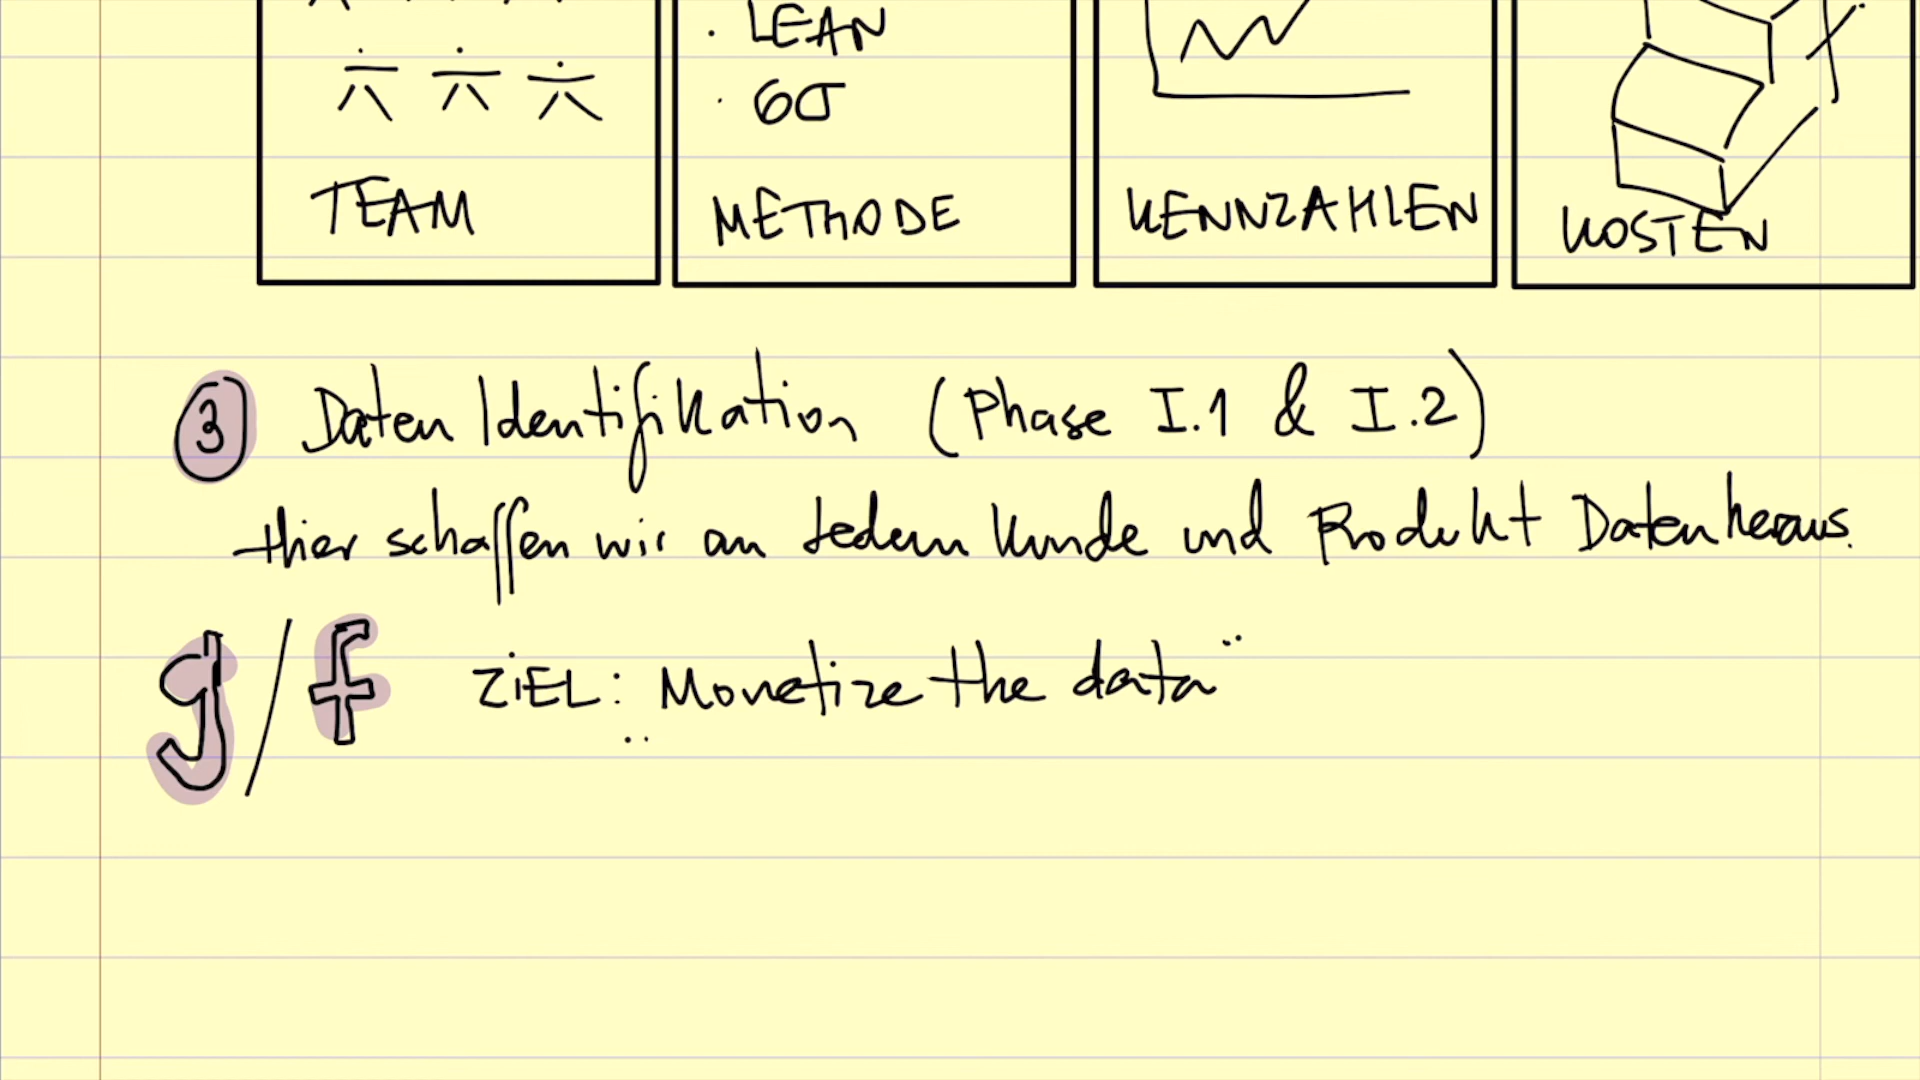 · LEAN
· 6σ
TEAM
METHODE
KENNZAHLEN
KOSTEN
③ Daten Identifikation (Phase I.1 & I.2)
Hier schaffen wir an jedem Kunde und Produkt Daten heraus.
g/f ZIEL: „Monetize the data“